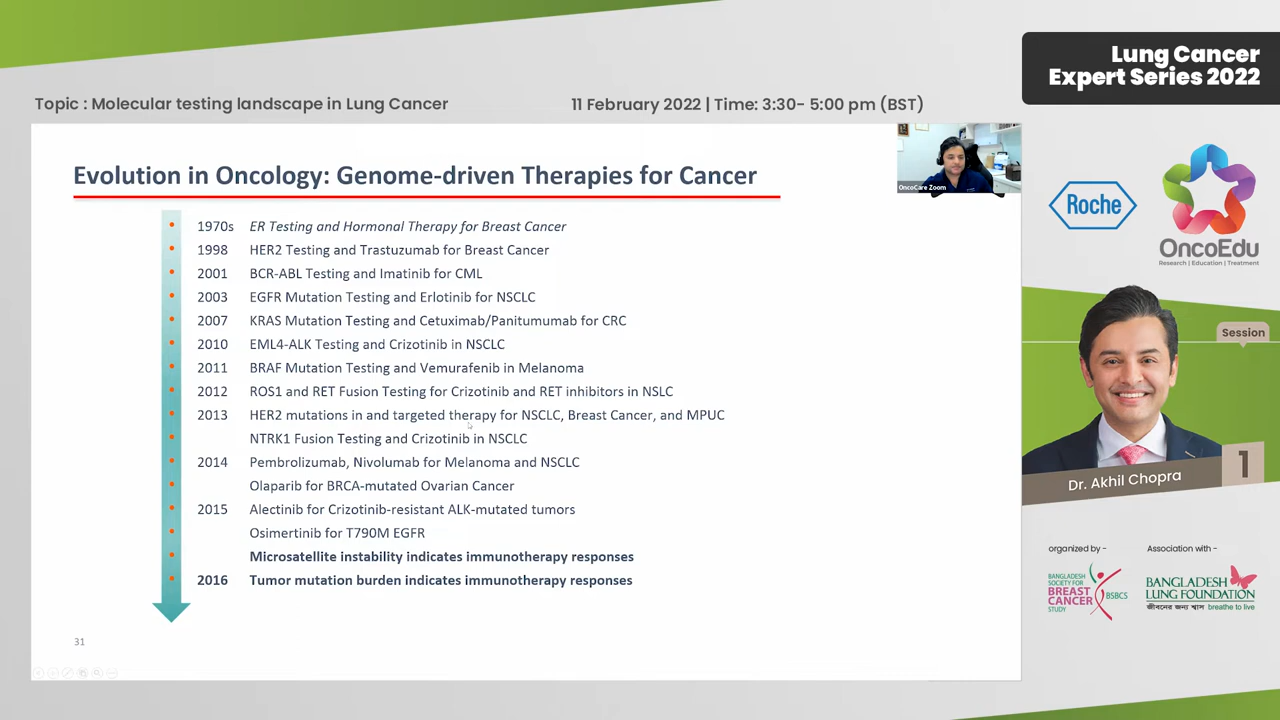 Lung Cancer
Expert Series 2022
Topic : Molecular testing landscape in Lung Cancer
11 February 2022 | Time: 3:30- 5:00 pm (BST)
Evolution in Oncology: Genome-driven Therapies for Cancer
OncoCare Zoom
1970s ER Testing and Hormonal Therapy for Breast Cancer
1998 HER2 Testing and Trastuzumab for Breast Cancer
2001 BCR-ABL Testing and Imatinib for CML
2003 EGFR Mutation Testing and Erlotinib for NSCLC
2007 KRAS Mutation Testing and Cetuximab/Panitumumab for CRC
2010 EML4-ALK Testing and Crizotinib in NSCLC
2011 BRAF Mutation Testing and Vemurafenib in Melanoma
2012 ROS1 and RET Fusion Testing for Crizotinib and RET inhibitors in NSLC
2013 HER2 mutations in and targeted therapy for NSCLC, Breast Cancer, and MPUC
NTRK1 Fusion Testing and Crizotinib in NSCLC
2014 Pembrolizumab, Nivolumab for Melanoma and NSCLC
Olaparib for BRCA-mutated Ovarian Cancer
2015 Alectinib for Crizotinib-resistant ALK-mutated tumors
Osimertinib for T790M EGFR
Microsatellite instability indicates immunotherapy responses
2016 Tumor mutation burden indicates immunotherapy responses
31
Roche
OncoEdu
Research | Education | Treatment
Session
1
Dr. Akhil Chopra
organized by -
BANGLADESH
SOCIETY FOR
BREAST
CANCER
STUDY
BSBCS
Association with -
BANGLADESH
LUNG FOUNDATION
জীবনের জন্য শ্বাস breathe to live